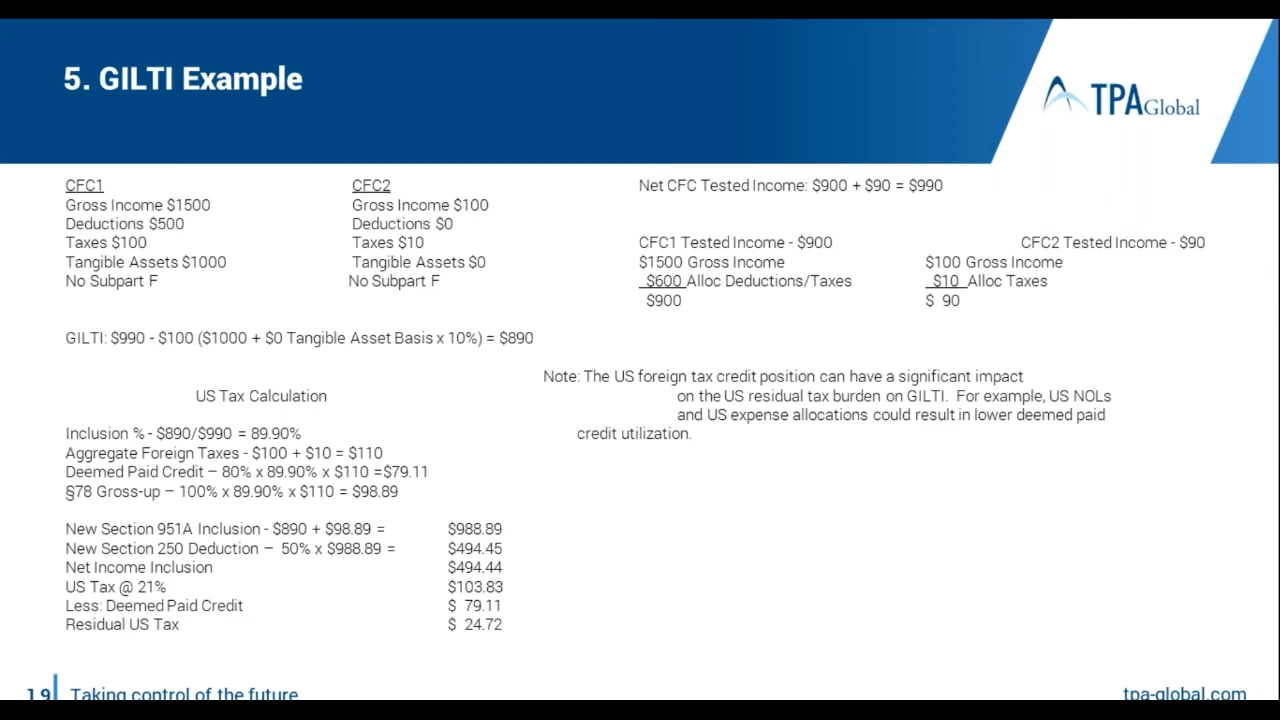 5. GILTI Example
TPA Global
CFC1
Gross Income $1500
Deductions $500
Taxes $100
Tangible Assets $1000
No Subpart F
CFC2
Gross Income $100
Deductions $0
Taxes $10
Tangible Assets $0
No Subpart F
Net CFC Tested Income: $900 + $90 = $990
CFC1 Tested Income - $900
$1500 Gross Income
$600 Alloc Deductions/Taxes
$900
CFC2 Tested Income - $90
$100 Gross Income
$10 Alloc Taxes
$ 90
GILTI: $990 - $100 ($1000 + $0 Tangible Asset Basis x 10%) = $890
Note: The US foreign tax credit position can have a significant impact
on the US residual tax burden on GILTI. For example, US NOLs
and US expense allocations could result in lower deemed paid
credit utilization.
US Tax Calculation
Inclusion % - $890/$990 = 89.90%
Aggregate Foreign Taxes - $100 + $10 = $110
Deemed Paid Credit – 80% x 89.90% x $110 =$79.11
§78 Gross-up – 100% x 89.90% x $110 = $98.89
New Section 951A Inclusion - $890 + $98.89 = $988.89
New Section 250 Deduction – 50% x $988.89 = $494.45
Net Income Inclusion $494.44
US Tax @ 21% $103.83
Less: Deemed Paid Credit $ 79.11
Residual US Tax $ 24.72
19 Taking control of the future
tpa-global.com